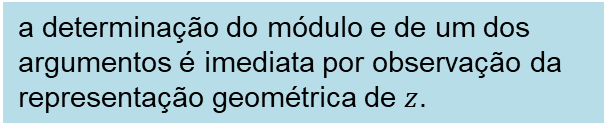 a determinação do módulo e de um dos
argumentos é imediata por observação da
representação geométrica de z.